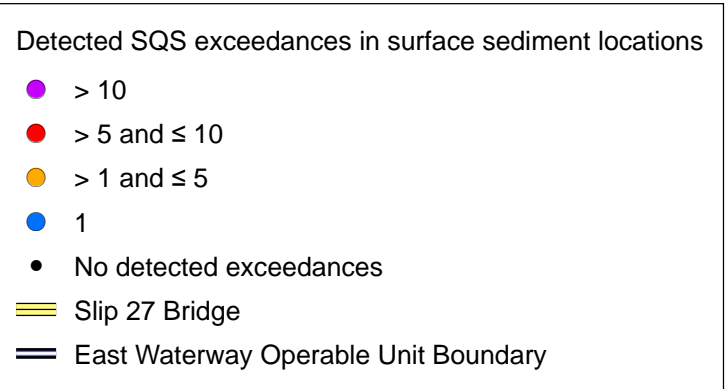 Detected SQS exceedances in surface sediment locations
> 10
> 5 and ≤ 10
> 1 and ≤ 5
1
No detected exceedances
Slip 27 Bridge
East Waterway Operable Unit Boundary